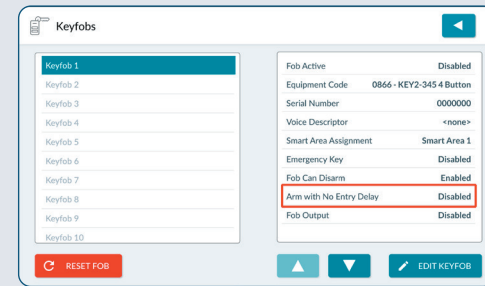 Keyfobs
Keyfob 1
Keyfob 2
Keyfob 3
Keyfob 4
Keyfob 5
Keyfob 6
Keyfob 7
Keyfob 8
Keyfob 9
Keyfob 10
Fob Active Disabled
Equipment Code 0866 - KEY2-345 4 Button
Serial Number 0000000
Voice Descriptor <none>
Smart Area Assignment Smart Area 1
Emergency Key Disabled
Fob Can Disarm Enabled
Arm with No Entry Delay Disabled
Fob Output Disabled
RESET FOB
EDIT KEYFOB